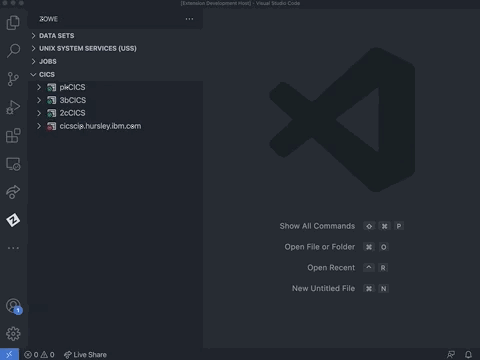 [Extension Development Host] - Visual Studio Code
ZOWE
DATA SETS
UNIX SYSTEM SERVICES (USS)
JOBS
CICS
3bCICS
2cCICS
cicscip.hursley.ibm.com
Show All Commands ⇧ ⌘ P
Open File or Folder ⌘ O
Open Recent ^ R
New Untitled File ⌘ N
1
0 0 Live Share